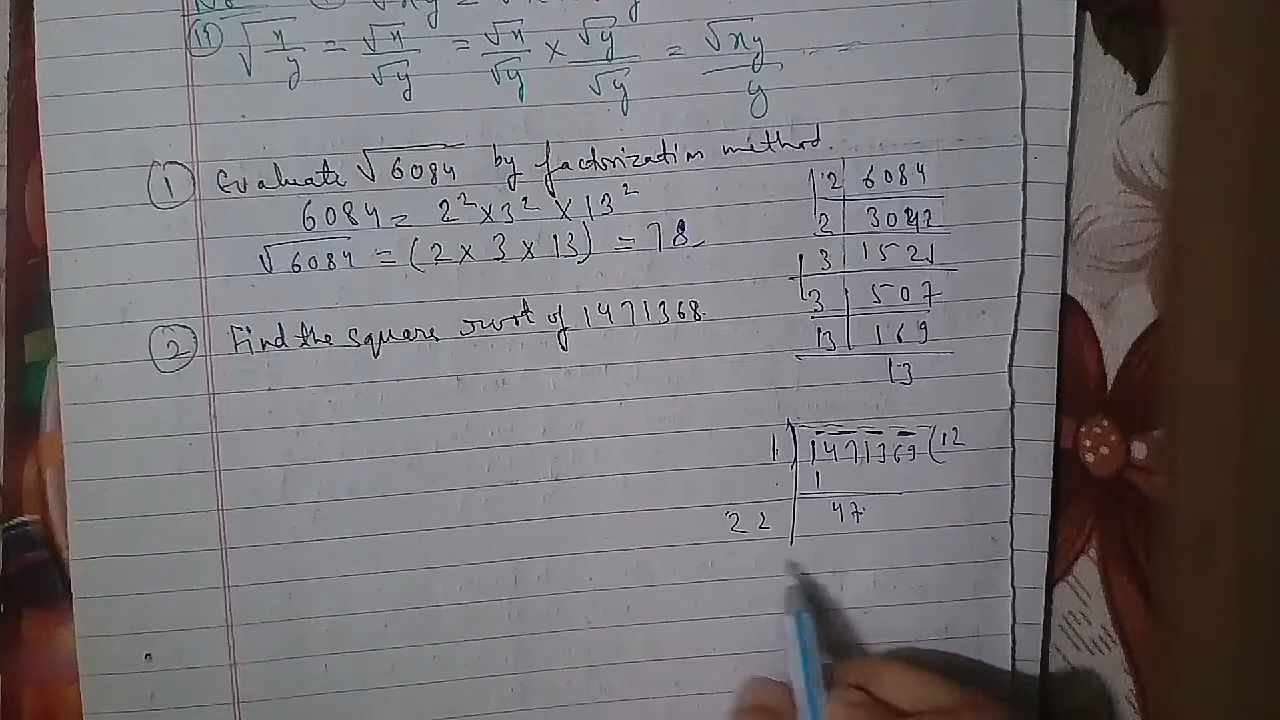 (ii) √x/y = √x/√y = √x/√y × √y/√y = √xy/y
① Evaluate √6084 by factorization method.
6084 = 2² × 3² × 13²
√6084 = (2 × 3 × 13) = 78
② Find the square root of 1471368.
2 | 6084
2 | 3042
3 | 1521
3 | 507
13 | 169
13
1 ) 1471369 ( 12
1
22 | 47